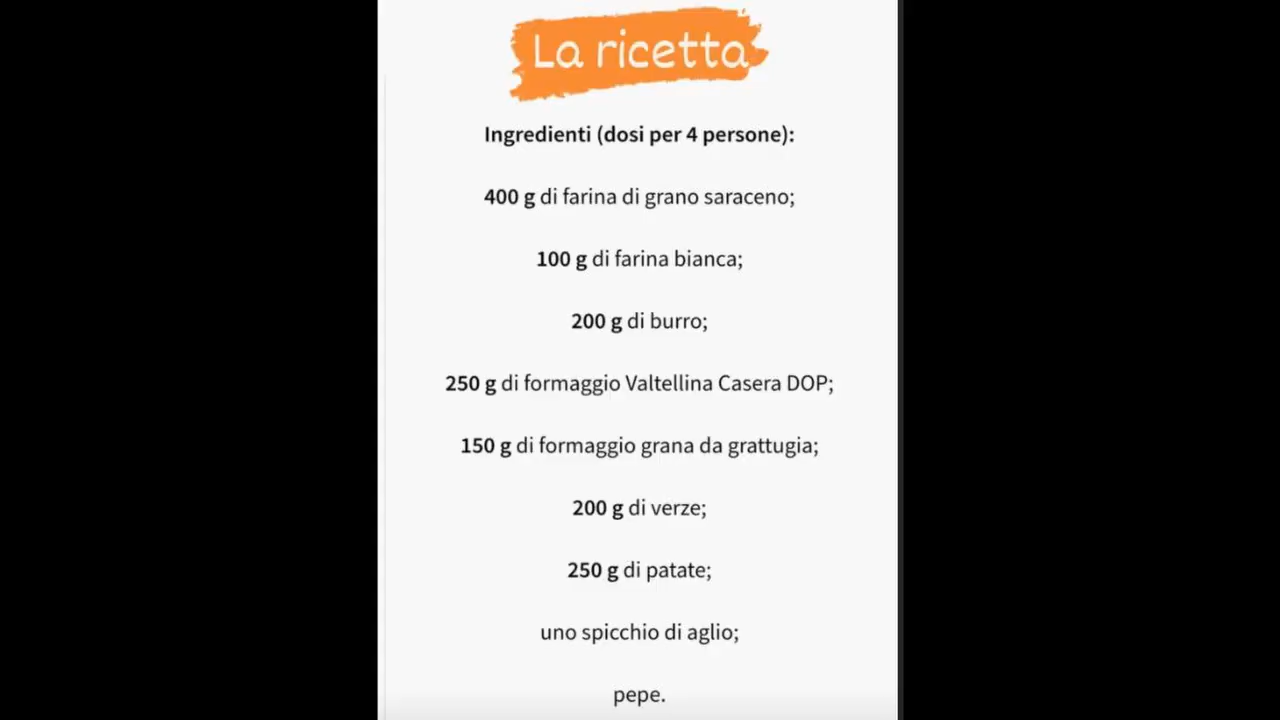 La ricetta
Ingredienti (dosi per 4 persone):
400 g di farina di grano saraceno;
100 g di farina bianca;
200 g di burro;
250 g di formaggio Valtellina Casera DOP;
150 g di formaggio grana da grattugia;
200 g di verze;
250 g di patate;
uno spicchio di aglio;
pepe.